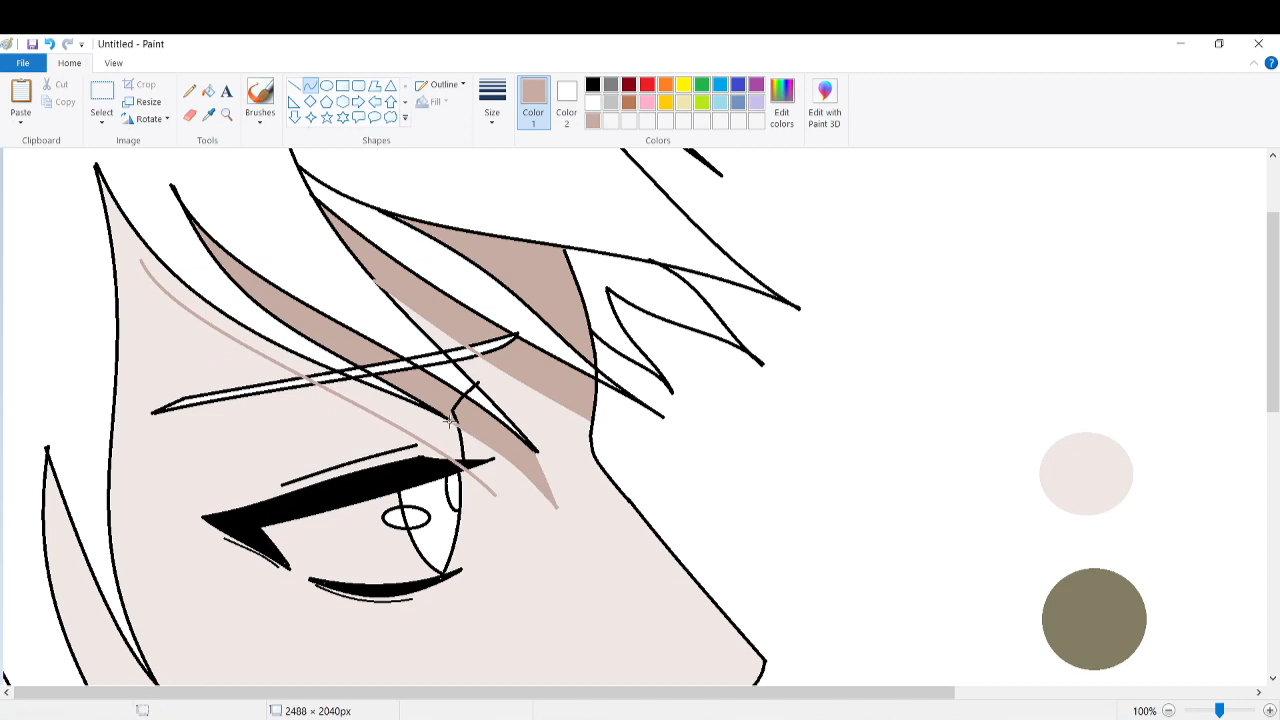 Untitled - Paint
File
Home
View
Paste
Cut
Copy
Clipboard
Select
Crop
Resize
Rotate
Image
A
Tools
Brushes
Outline
Fill
Shapes
Size
Color
1
Color
2
Edit
colors
Edit with
Paint 3D
Colors
2488 × 2040px
100%